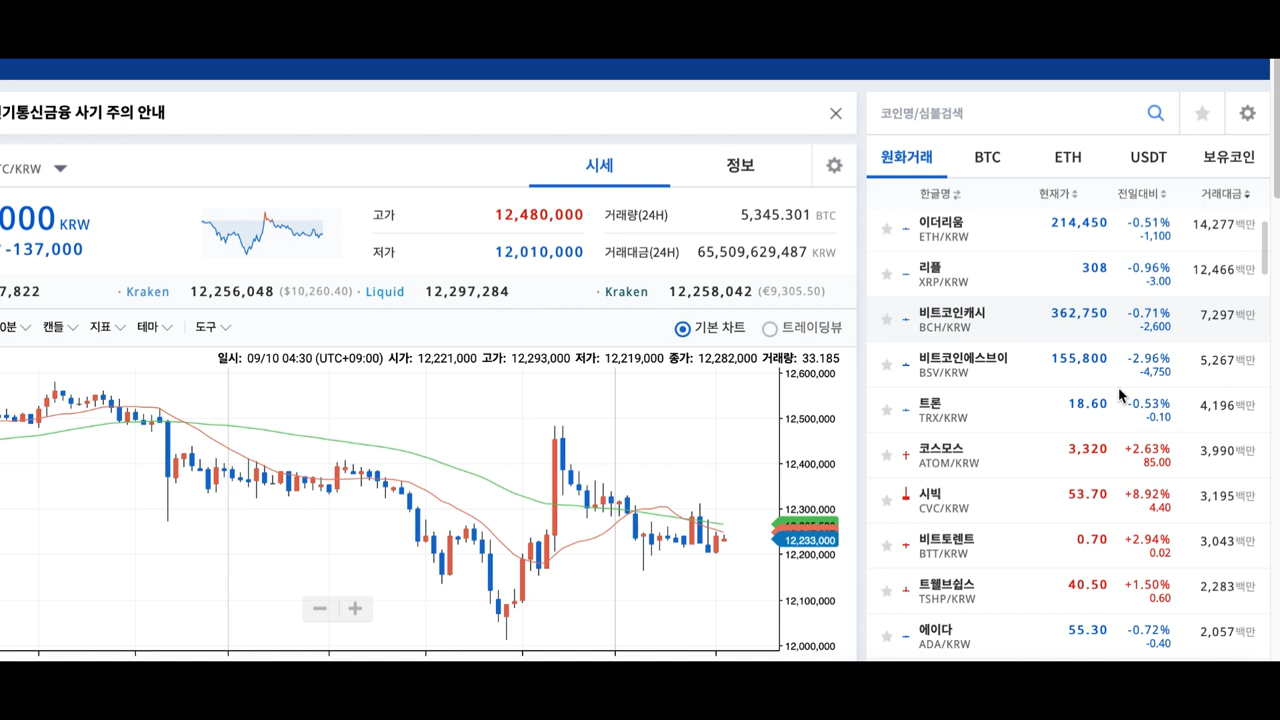 기통신금융 사기 주의 안내
TC/KRW
시세
정보
000 KRW
-137,000
고가 12,480,000 거래량(24H) 5,345.301 BTC
저가 12,010,000 거래대금(24H) 65,509,629,487 KRW
7,822 · Kraken 12,256,048 ($10,260.40) · Liquid 12,297,284 · Kraken 12,258,042 (€9,305.50)
0분 캔들 지표 테마 도구 기본 차트 트레이딩뷰
일시: 09/10 04:30 (UTC+09:00) 시가: 12,221,000 고가: 12,293,000 저가: 12,219,000 종가: 12,282,000 거래량: 33.185
12,600,000
12,500,000
12,400,000
12,300,000
12,233,000
12,200,000
12,100,000
12,000,000
코인명/심볼검색
원화거래 BTC ETH USDT 보유코인
한글명 현재가 전일대비 거래대금
이더리움 214,450 -0.51% 14,277백만
ETH/KRW -1,100
리플 308 -0.96% 12,466백만
XRP/KRW -3.00
비트코인캐시 362,750 -0.71% 7,297백만
BCH/KRW -2,600
비트코인에스브이 155,800 -2.96% 5,267백만
BSV/KRW -4,750
트론 18.60 -0.53% 4,196백만
TRX/KRW -0.10
코스모스 3,320 +2.63% 3,990백만
ATOM/KRW 85.00
시빅 53.70 +8.92% 3,195백만
CVC/KRW 4.40
비트토렌트 0.70 +2.94% 3,043백만
BTT/KRW 0.02
트웰브쉽스 40.50 +1.50% 2,283백만
TSHP/KRW 0.60
에이다 55.30 -0.72% 2,057백만
ADA/KRW -0.40